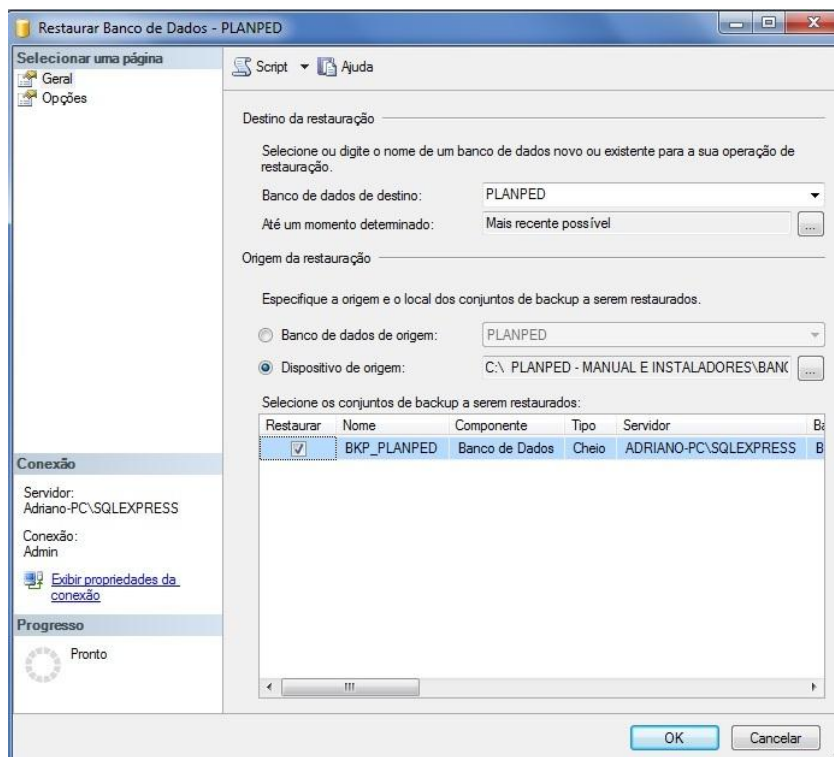 Restaurar Banco de Dados - PLANPED
Selecionar uma página
Geral
Opções
Script
Ajuda
Destino da restauração
Selecione ou digite o nome de um banco de dados novo ou existente para a sua operação de
restauração.
Banco de dados de destino: PLANPED
Até um momento determinado: Mais recente possível ...
Origem da restauração
Especifique a origem e o local dos conjuntos de backup a serem restaurados.
Banco de dados de origem: PLANPED
Dispositivo de origem: C:\ PLANPED - MANUAL E INSTALADORES\BAN ...
Selecione os conjuntos de backup a serem restaurados:
Restaurar Nome Componente Tipo Servidor Ba
BKP_PLANPED Banco de Dados Cheio ADRIANO-PC\SQLEXPRESS B
Conexão
Servidor:
Adriano-PC\SQLEXPRESS
Conexão:
Admin
Exibir propriedades da
conexão
Progresso
Pronto
OK Cancelar